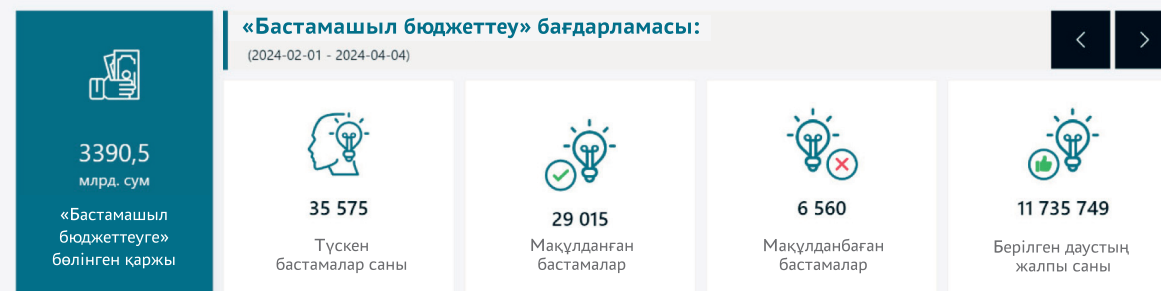 «Бастамашыл бюджеттеу» бағдарламасы:
(2024-02-01 - 2024-04-04)
3390,5
млрд. сум
«Бастамашыл
бюджеттеуге»
бөлінген қаржы
35 575
Түскен
бастамалар саны
29 015
Мақұлданған
бастамалар
6 560
Мақұлданбаған
бастамалар
11 735 749
Берілген даустың
жалпы саны